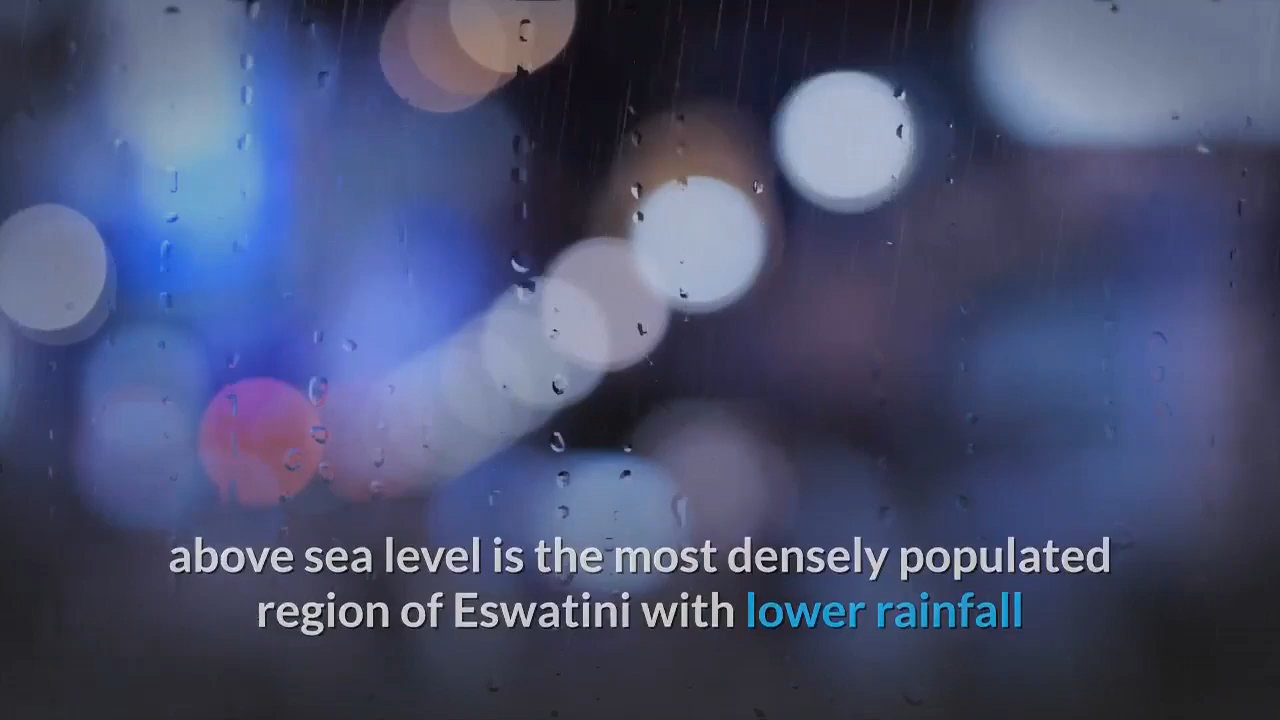 above sea level is the most densely populated
region of Eswatini with lower rainfall